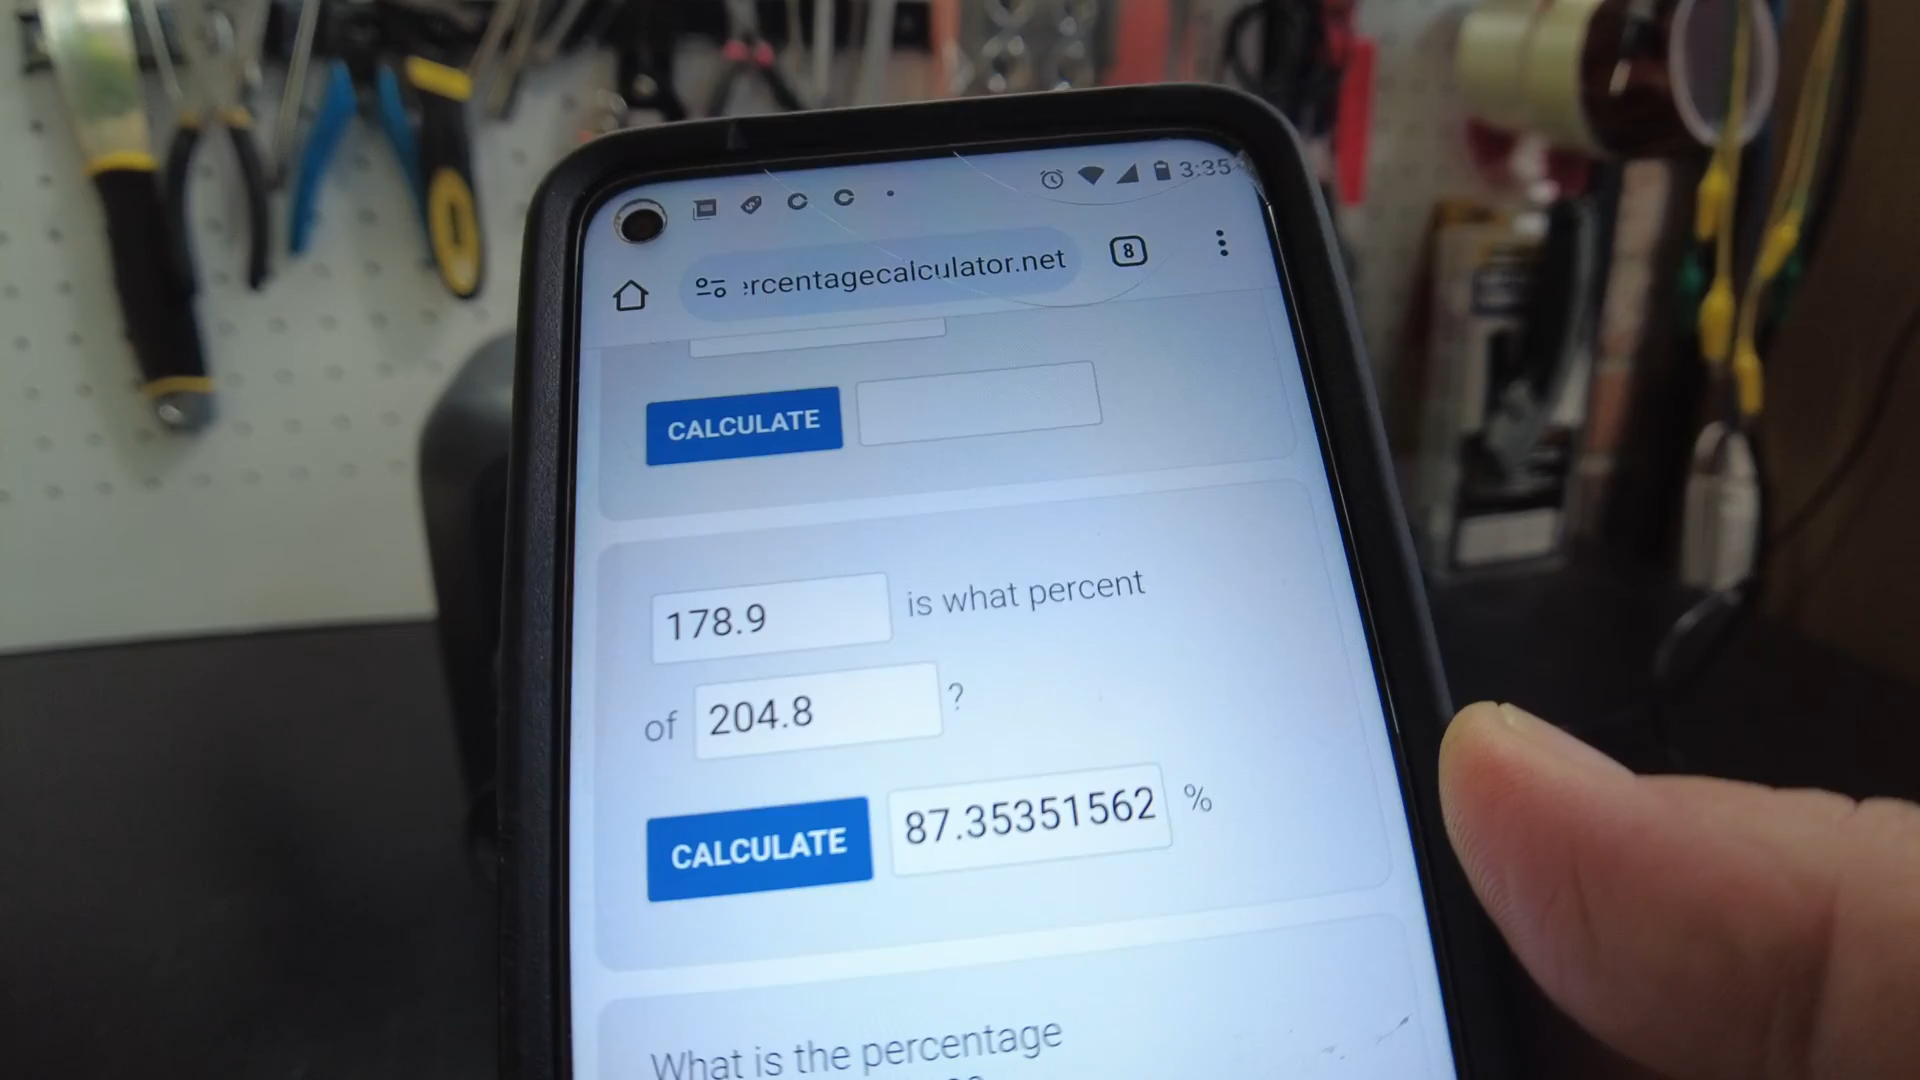 3:35
ercentagecalculator.net
8
CALCULATE
178.9 is what percent
of 204.8 ?
CALCULATE 87.35351562 %
What is the percentage